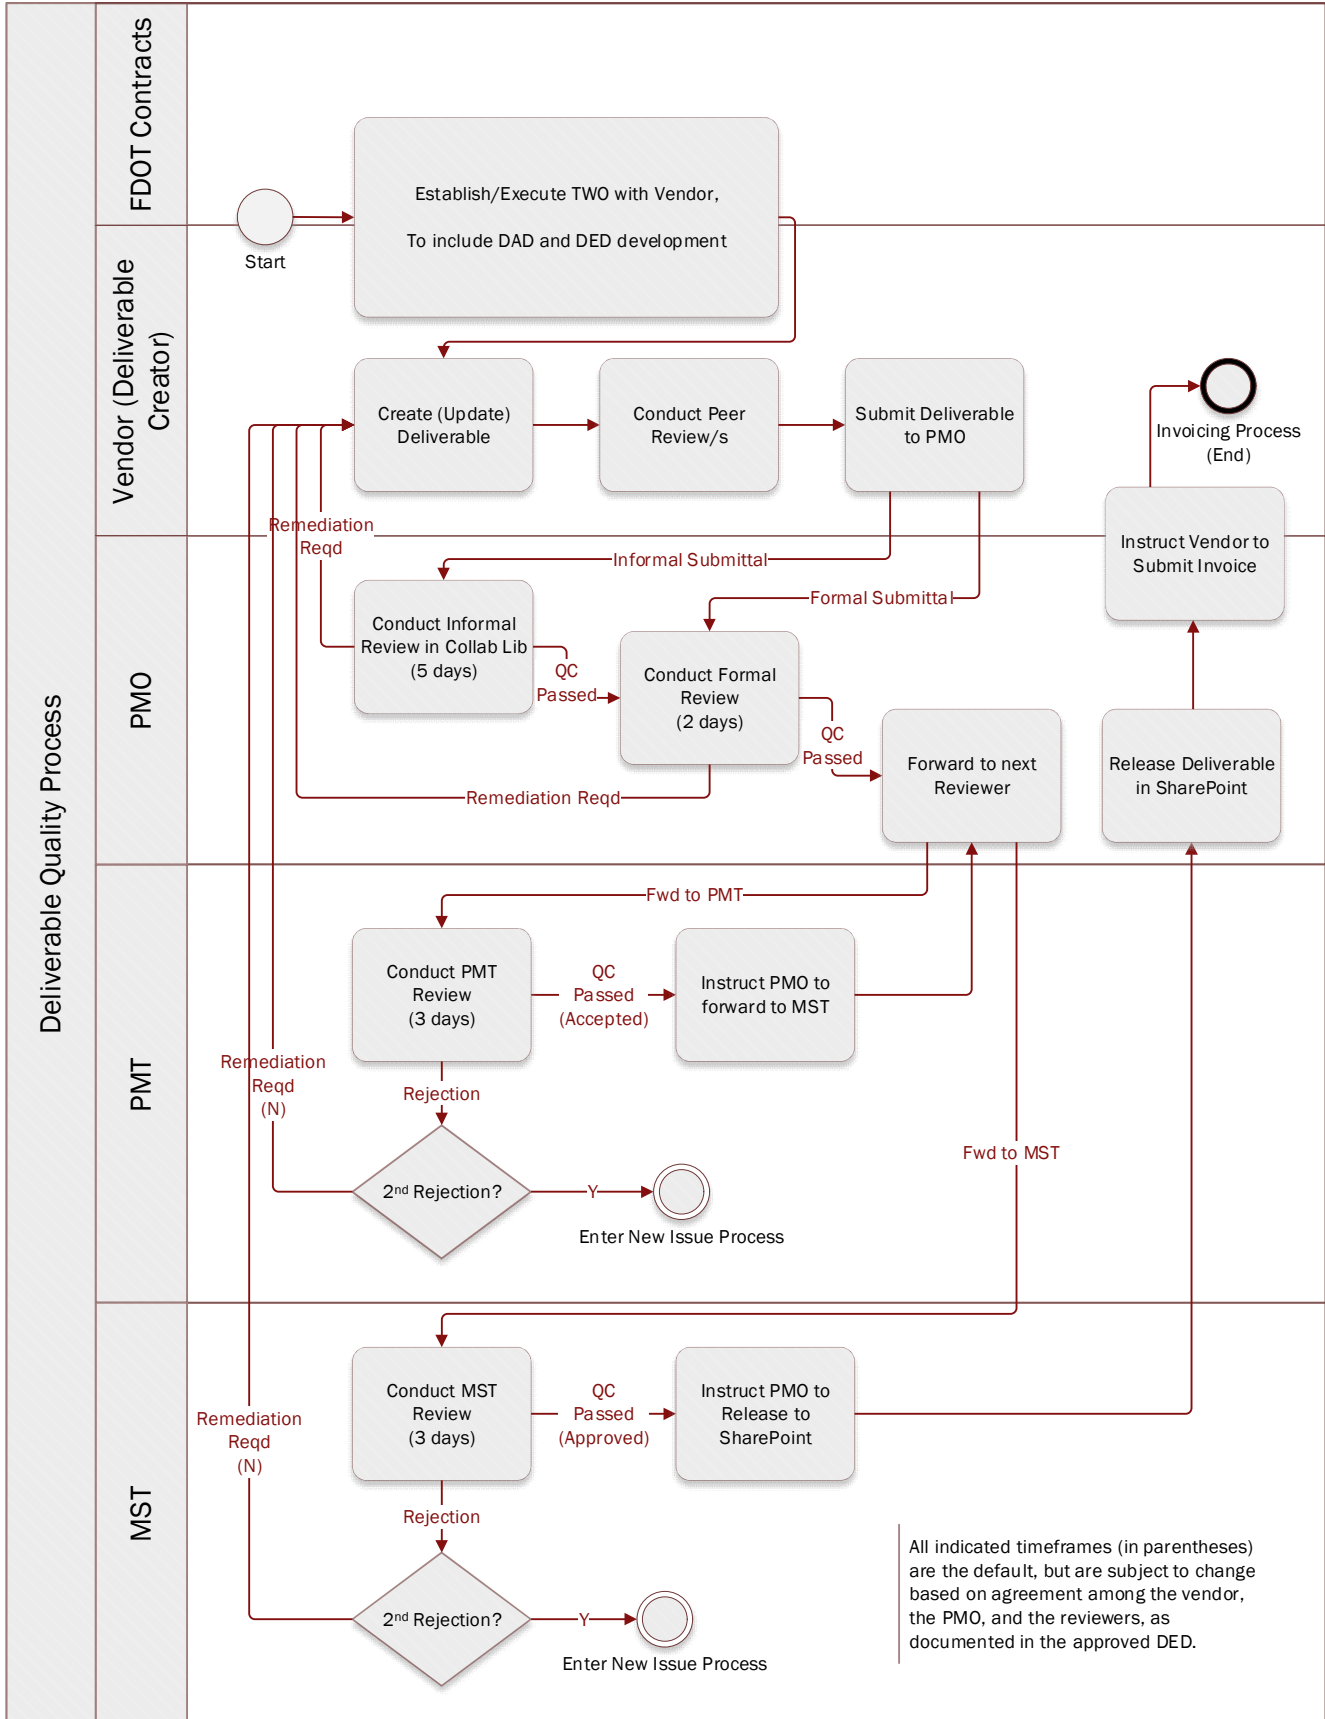 Deliverable Quality Process
FDOT Contracts
Establish/Execute TWO with Vendor,
To include DAD and DED development
Start
Vendor (Deliverable
Creator)
Create (Update)
Deliverable
Conduct Peer
Review/s
Submit Deliverable
to PMO
Invoicing Process
(End)
Instruct Vendor to
Submit Invoice
Remediation
Reqd
Informal Submittal
Formal Submittal
PMO
Conduct Informal
Review in Collab Lib
(5 days)
QC
Passed
Conduct Formal
Review
(2 days)
QC
Passed
Remediation Reqd
Forward to next
Reviewer
Release Deliverable
in SharePoint
PMT
Fwd to PMT
Conduct PMT
Review
(3 days)
QC
Passed
(Accepted)
Instruct PMO to
forward to MST
Remediation
Reqd
(N)
Rejection
2nd Rejection?
Y
Enter New Issue Process
Fwd to MST
MST
Conduct MST
Review
(3 days)
QC
Passed
(Approved)
Instruct PMO to
Release to
SharePoint
Remediation
Reqd
(N)
Rejection
2nd Rejection?
Y
Enter New Issue Process
All indicated timeframes (in parentheses)
are the default, but are subject to change
based on agreement among the vendor,
the PMO, and the reviewers, as
documented in the approved DED.